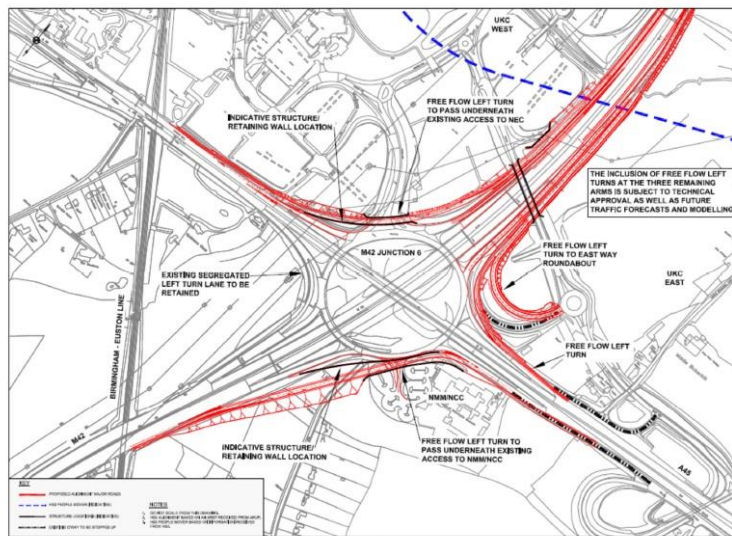 UKC
WEST
INDICATIVE STRUCTURE/
RETAINING WALL LOCATION
FREE FLOW LEFT TURN
TO PASS UNDERNEATH
EXISTING ACCESS TO NEC
THE INCLUSION OF FREE FLOW LEFT
TURNS AT THE THREE REMAINING
ARMS IS SUBJECT TO TECHNICAL
APPROVAL AS WELL AS FUTURE
TRAFFIC FORECASTS AND MODELLING
M42 JUNCTION 6
FREE FLOW LEFT
TURN TO EAST WAY
ROUNDABOUT
UKC
EAST
EXISTING SEGREGATED
LEFT TURN LANE TO BE
RETAINED
BIRMINGHAM - EUSTON LINE
FREE FLOW LEFT
TURN
NMM/NCC
M42
INDICATIVE STRUCTURE/
RETAINING WALL LOCATION
FREE FLOW LEFT TURN TO
PASS UNDERNEATH EXISTING
ACCESS TO NMM/NCC
A45
KEY
NOTES